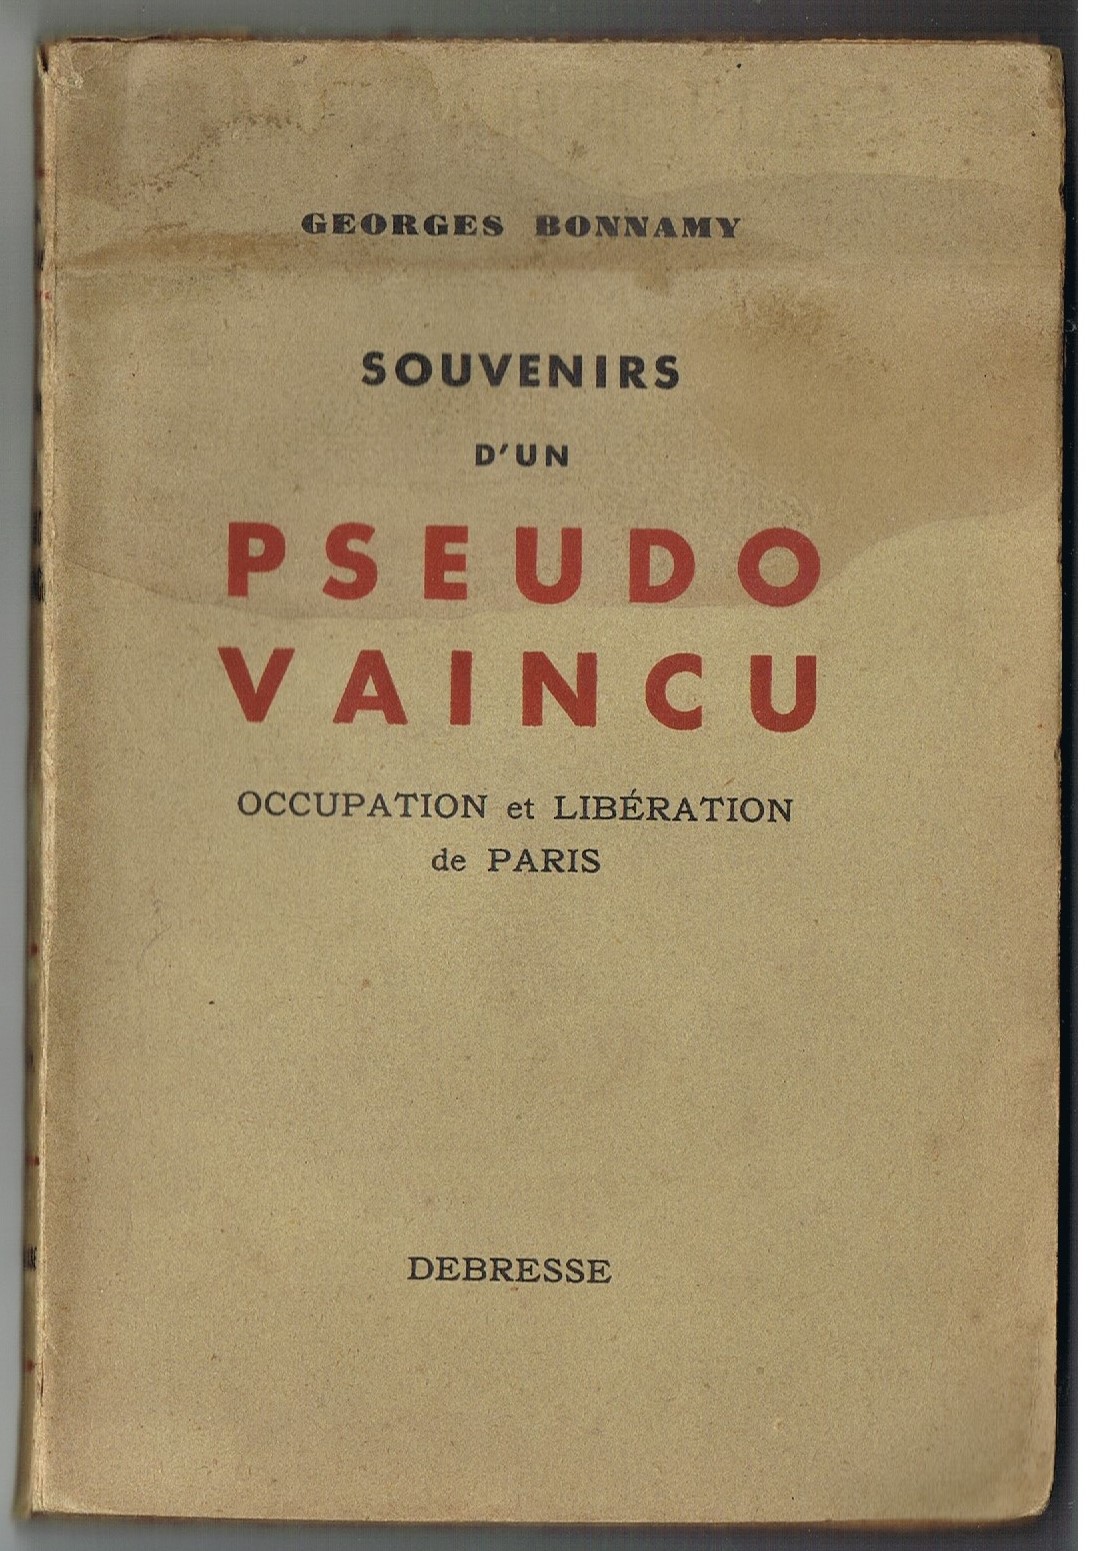 GEORGES BONNAMY
SOUVENIRS
D'UN
PSEUDO
VAINCU
OCCUPATION et LIBÉRATION
de PARIS
DEBRESSE